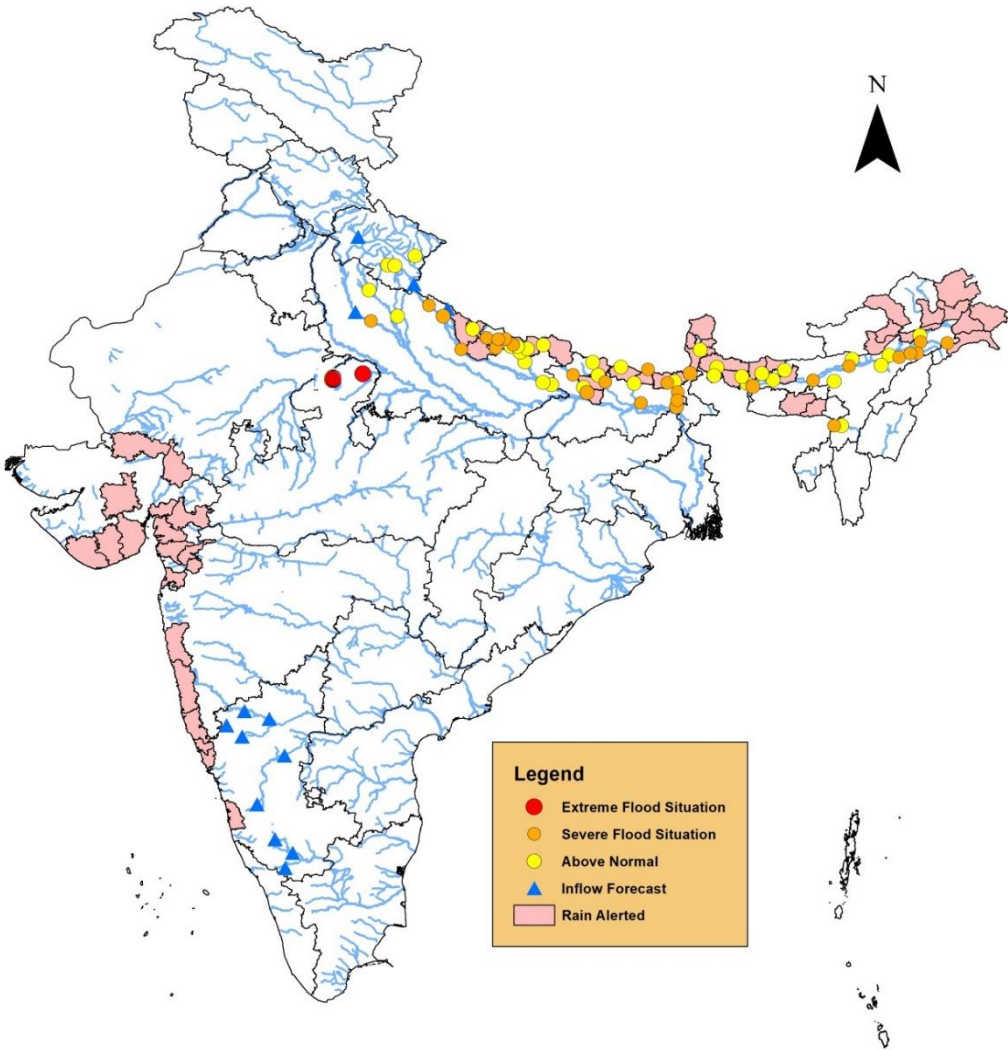 N
Legend
Extreme Flood Situation
Severe Flood Situation
Above Normal
Inflow Forecast
Rain Alerted